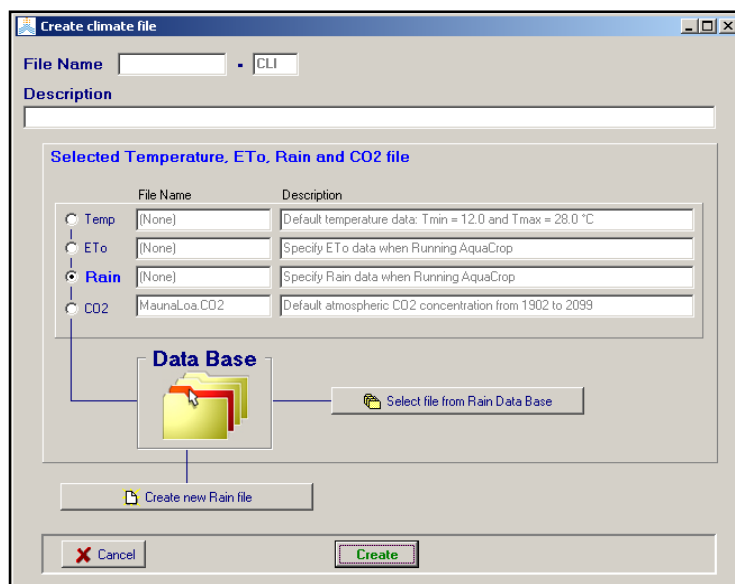 Create climate file
File Name . CLI
Description
Selected Temperature, ETo, Rain and CO2 file
File Name Description
Temp (None) Default temperature data: Tmin = 12.0 and Tmax = 28.0 °C
ETo (None) Specify ETo data when Running AquaCrop
Rain (None) Specify Rain data when Running AquaCrop
CO2 MaunaLoa.CO2 Default atmospheric CO2 concentration from 1902 to 2099
Data Base
Select file from Rain Data Base
Create new Rain file
Cancel Create